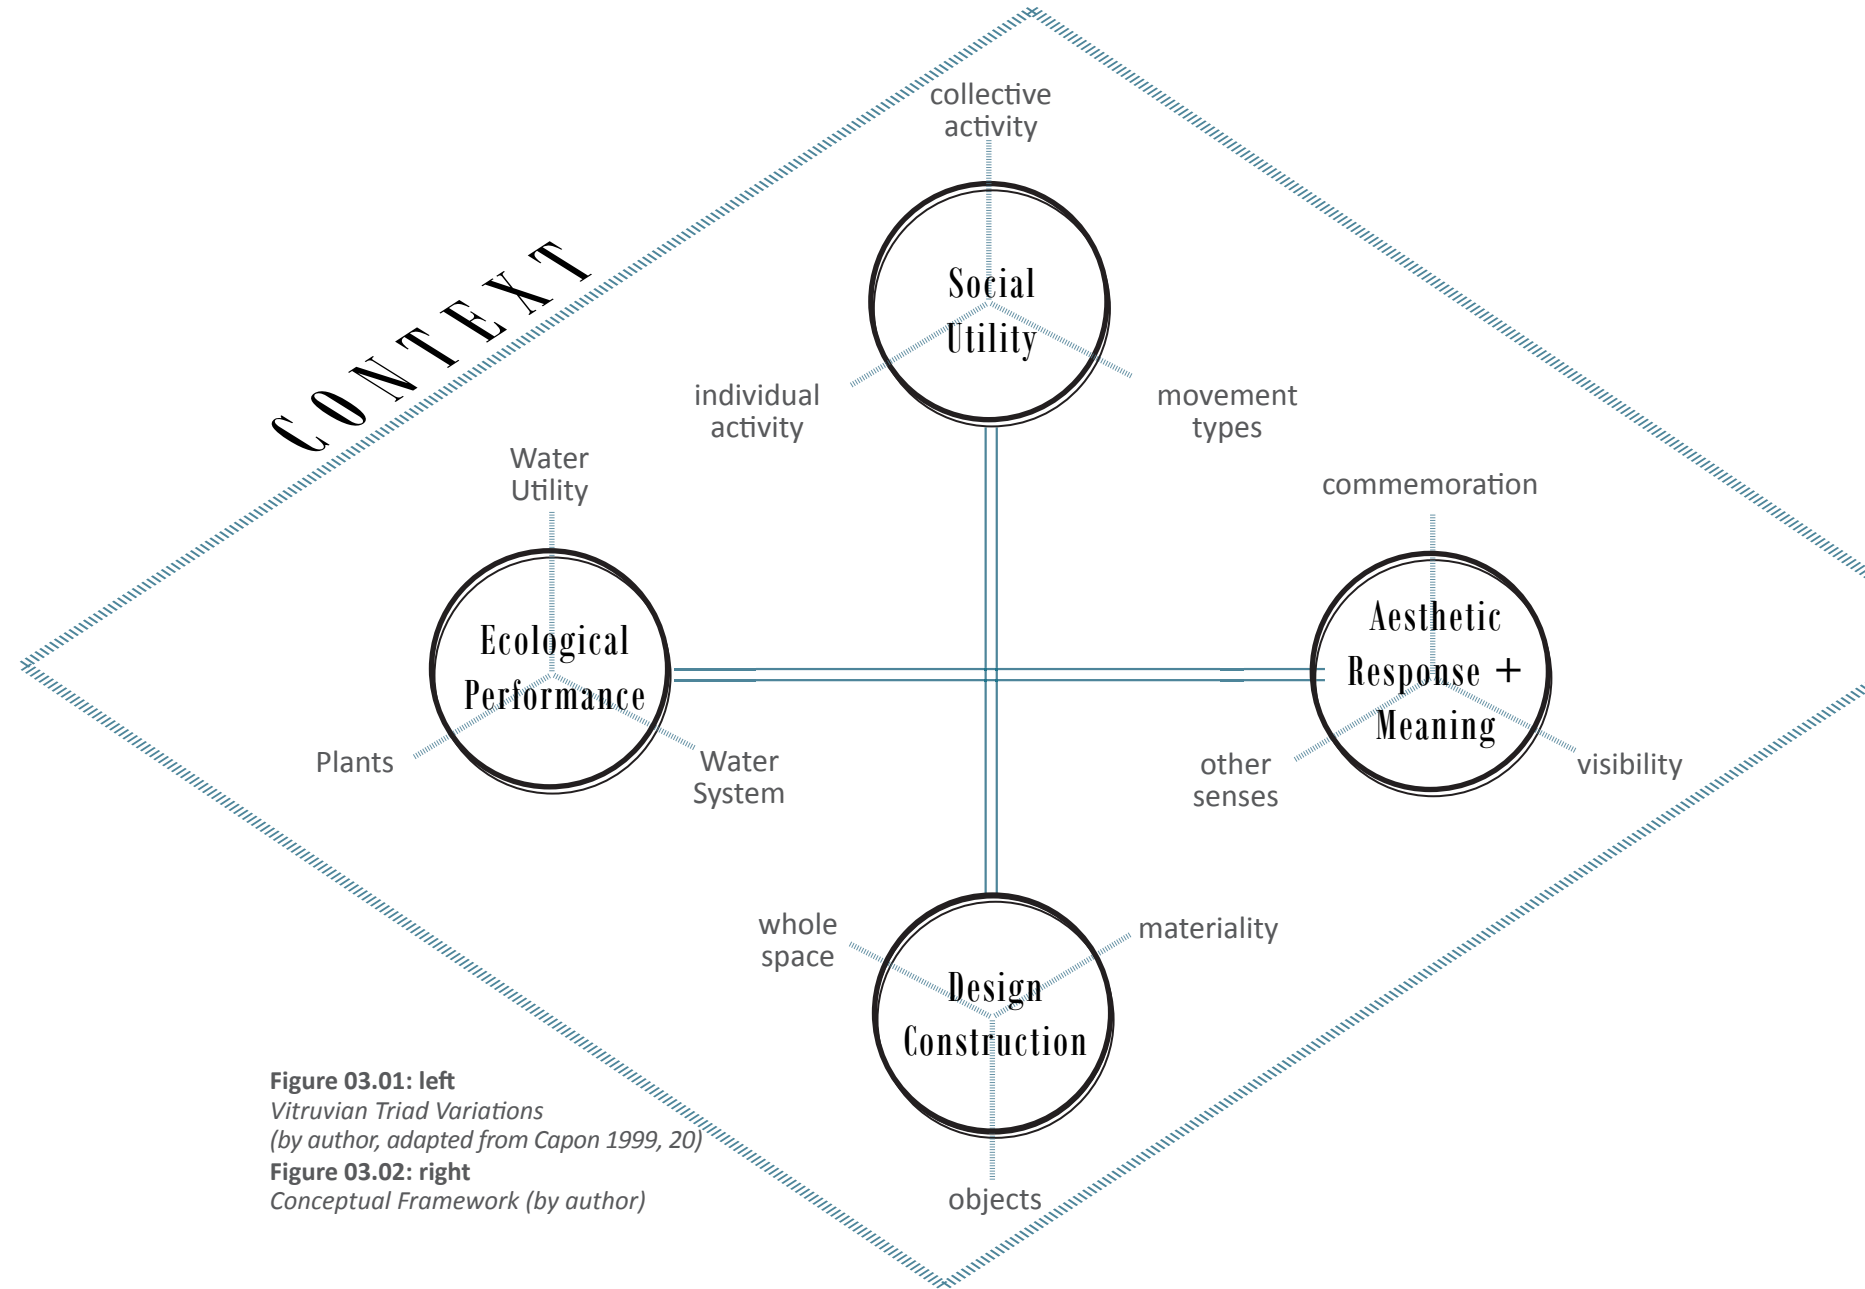 collective
activity
CONTEXT
Social
Utility
individual
activity
movement
types
Water
Utility
commemoration
Ecological
Performance
Aesthetic
Response +
Meaning
Plants
Water
System
other
senses
visibility
whole
space
materiality
Design
Construction
objects
Figure 03.01: left
Vitruvian Triad Variations
(by author, adapted from Capon 1999, 20)
Figure 03.02: right
Conceptual Framework (by author)